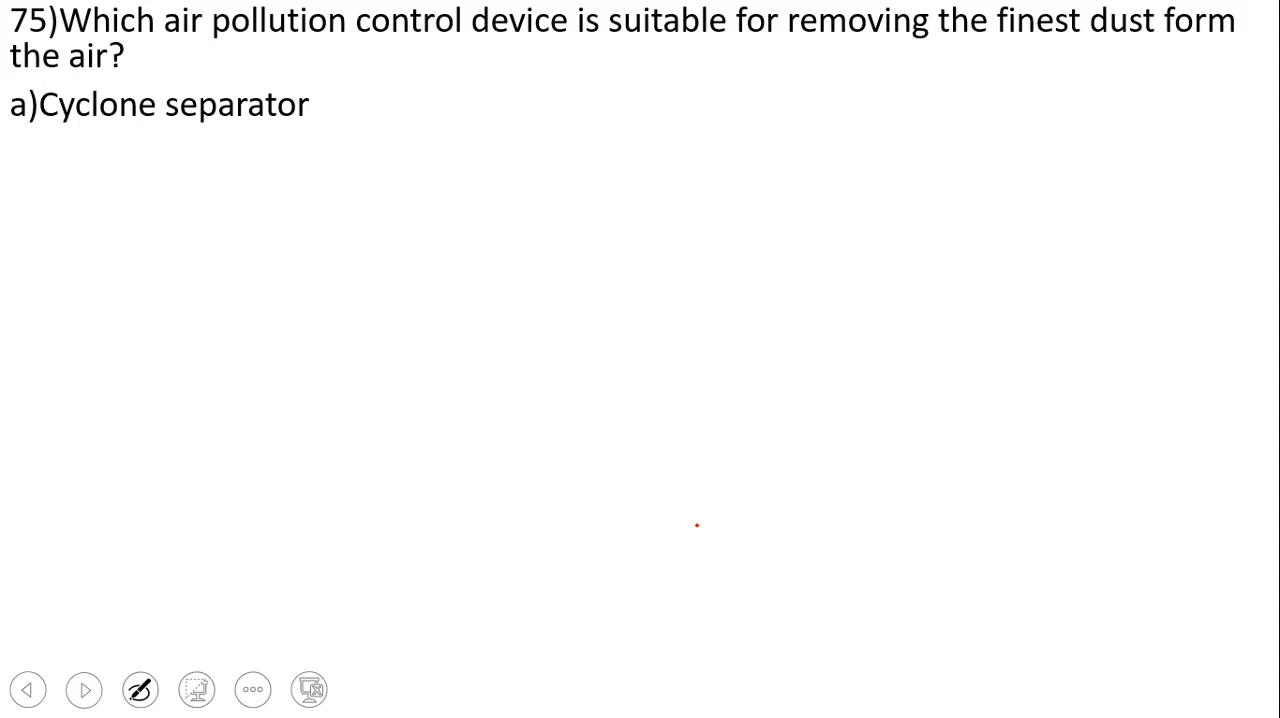 75)Which air pollution control device is suitable for removing the finest dust form
the air?
a)Cyclone separator